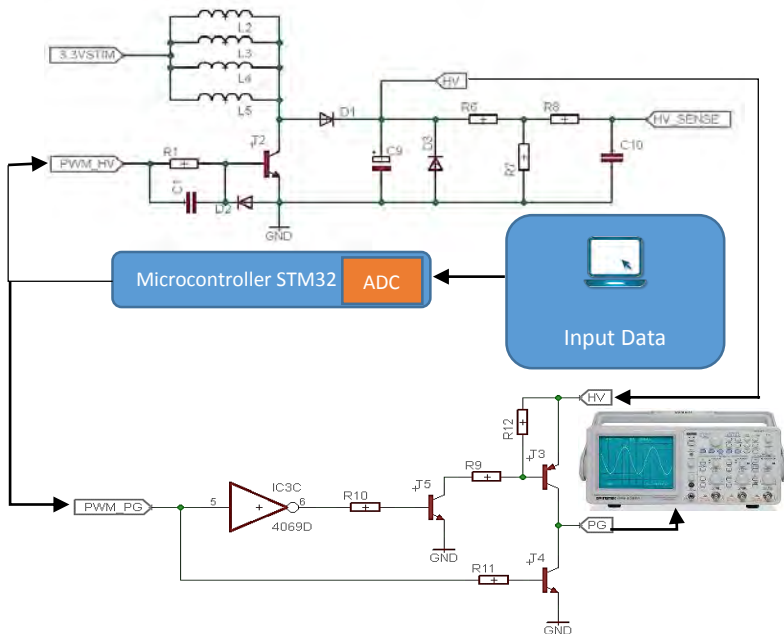 L2
3.3VSTIM
L3
L4
L5
HV
D1
R6
R8
HV_SENSE
R1
T2
C9
D3
R7
C10
PWM_HV
C1
D2
GND
Microcontroller STM32
ADC
Input Data
HV
R12
T3
IC3C
R9
T5
PWM_PG
5
6
R10
4069D
PG
GND
T4
R11
GND